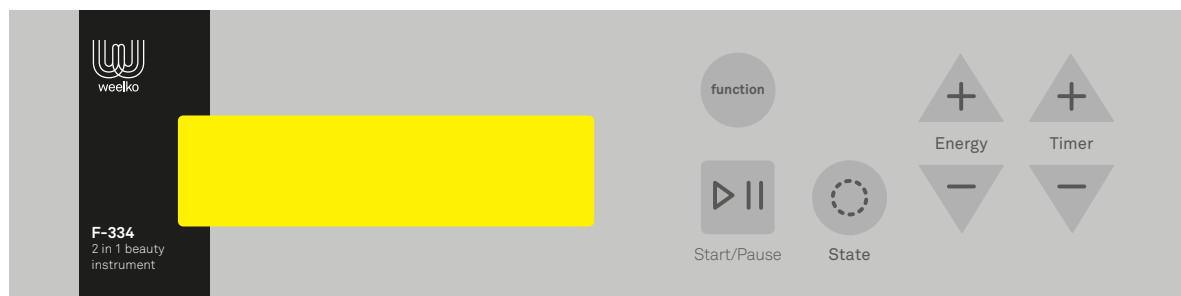 weelko
F-334
2 in 1 beauty
instrument
function
Start/Pause
State
Energy
Timer